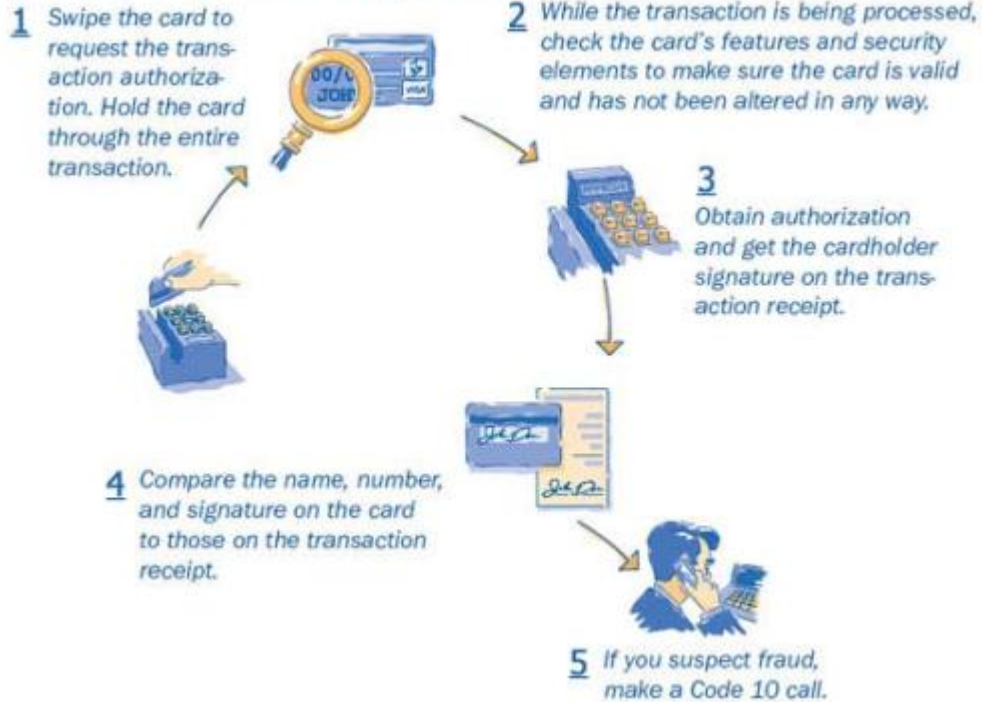 1 Swipe the card to
request the trans-
action authoriza-
tion. Hold the card
through the entire
transaction.
00/
JOH
VISA
2 While the transaction is being processed,
check the card's features and security
elements to make sure the card is valid
and has not been altered in any way.
3
Obtain authorization
and get the cardholder
signature on the trans-
action receipt.
4 Compare the name, number,
and signature on the card
to those on the transaction
receipt.
5 If you suspect fraud,
make a Code 10 call.